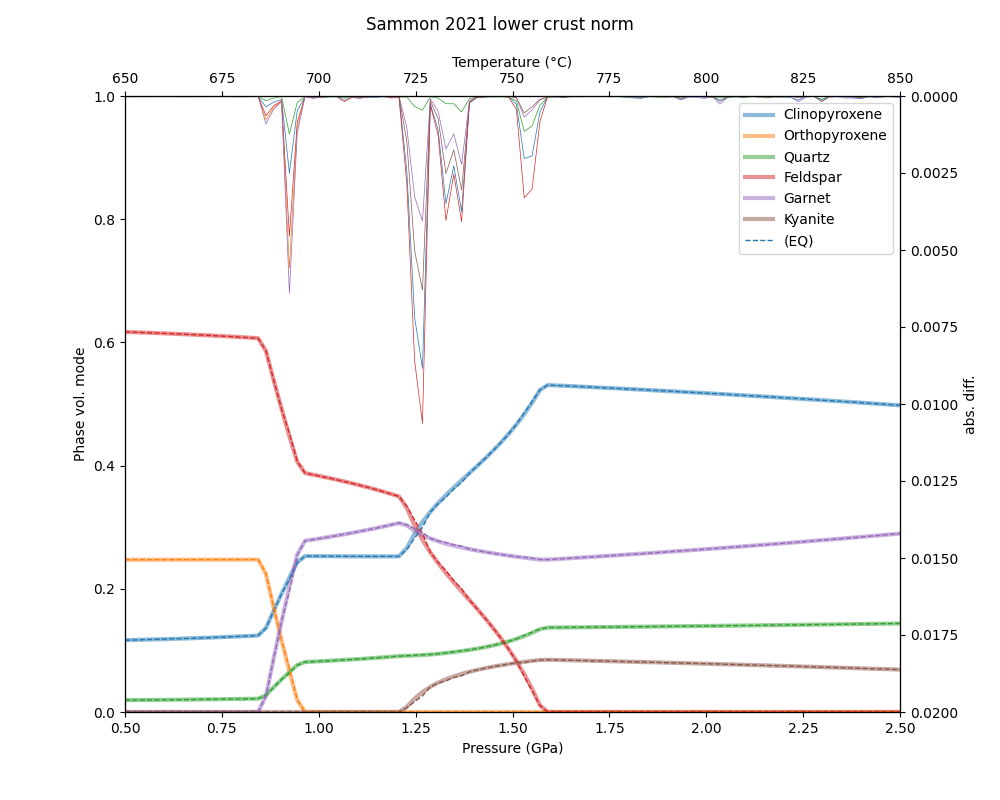 Sammon 2021 lower crust norm
Temperature (°C)
650 675 700 725 750 775 800 825 850
1.0
0.8
0.6
0.4
0.2
0.0
Phase vol. mode
0.0000
0.0025
0.0050
0.0075
0.0100
0.0125
0.0150
0.0175
0.0200
abs. diff.
Clinopyroxene
Orthopyroxene
Quartz
Feldspar
Garnet
Kyanite
(EQ)
0.50 0.75 1.00 1.25 1.50 1.75 2.00 2.25 2.50
Pressure (GPa)